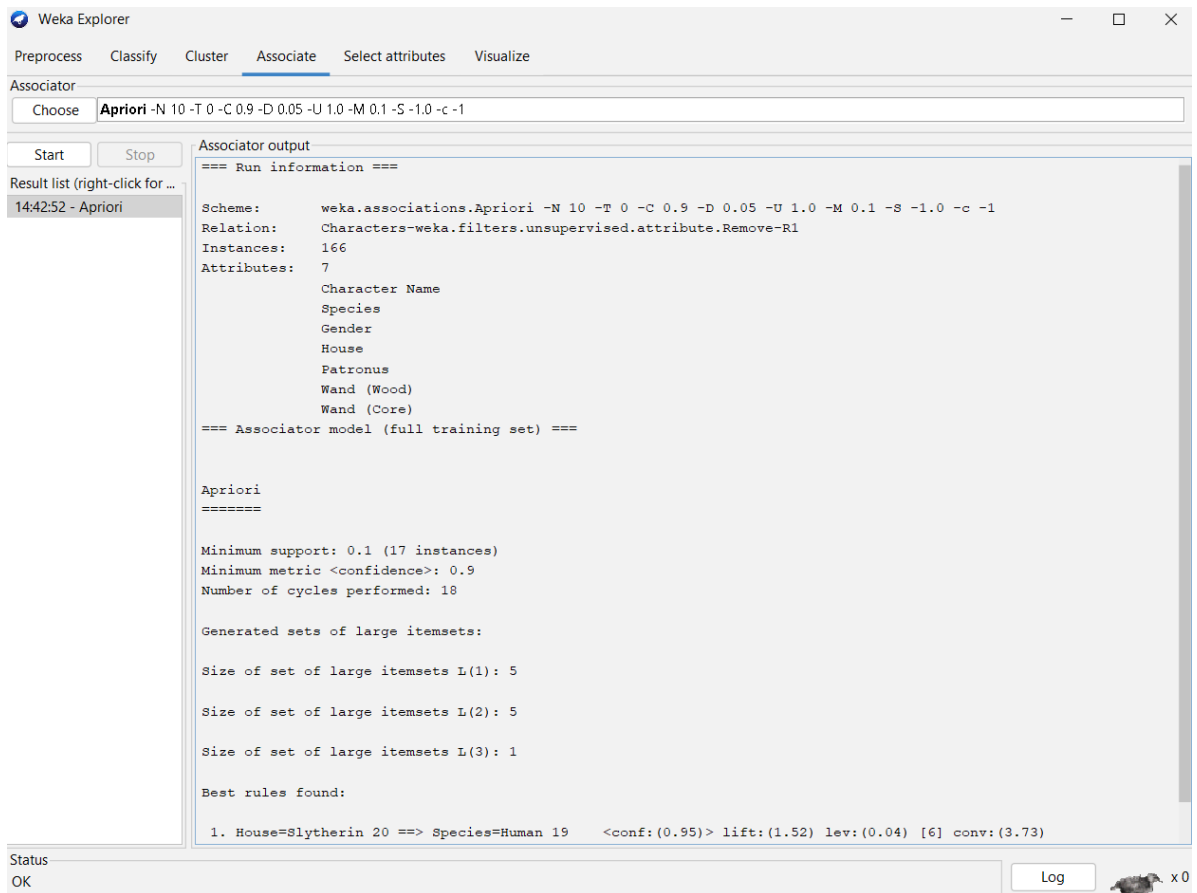 Weka Explorer
Preprocess Classify Cluster Associate Select attributes Visualize
Associator
Choose Apriori -N 10 -T 0 -C 0.9 -D 0.05 -U 1.0 -M 0.1 -S -1.0 -c -1
Start Stop
Result list (right-click for ...
14:42:52 - Apriori
Associator output
=== Run information ===
Scheme: weka.associations.Apriori -N 10 -T 0 -C 0.9 -D 0.05 -U 1.0 -M 0.1 -S -1.0 -c -1
Relation: Characters-weka.filters.unsupervised.attribute.Remove-R1
Instances: 166
Attributes: 7
Character Name
Species
Gender
House
Patronus
Wand (Wood)
Wand (Core)
=== Associator model (full training set) ===
Apriori
=======
Minimum support: 0.1 (17 instances)
Minimum metric <confidence>: 0.9
Number of cycles performed: 18
Generated sets of large itemsets:
Size of set of large itemsets L(1): 5
Size of set of large itemsets L(2): 5
Size of set of large itemsets L(3): 1
Best rules found:
1. House=Slytherin 20 ==> Species=Human 19 <conf:(0.95)> lift:(1.52) lev:(0.04) [6] conv:(3.73)
Status
OK
Log
x 0